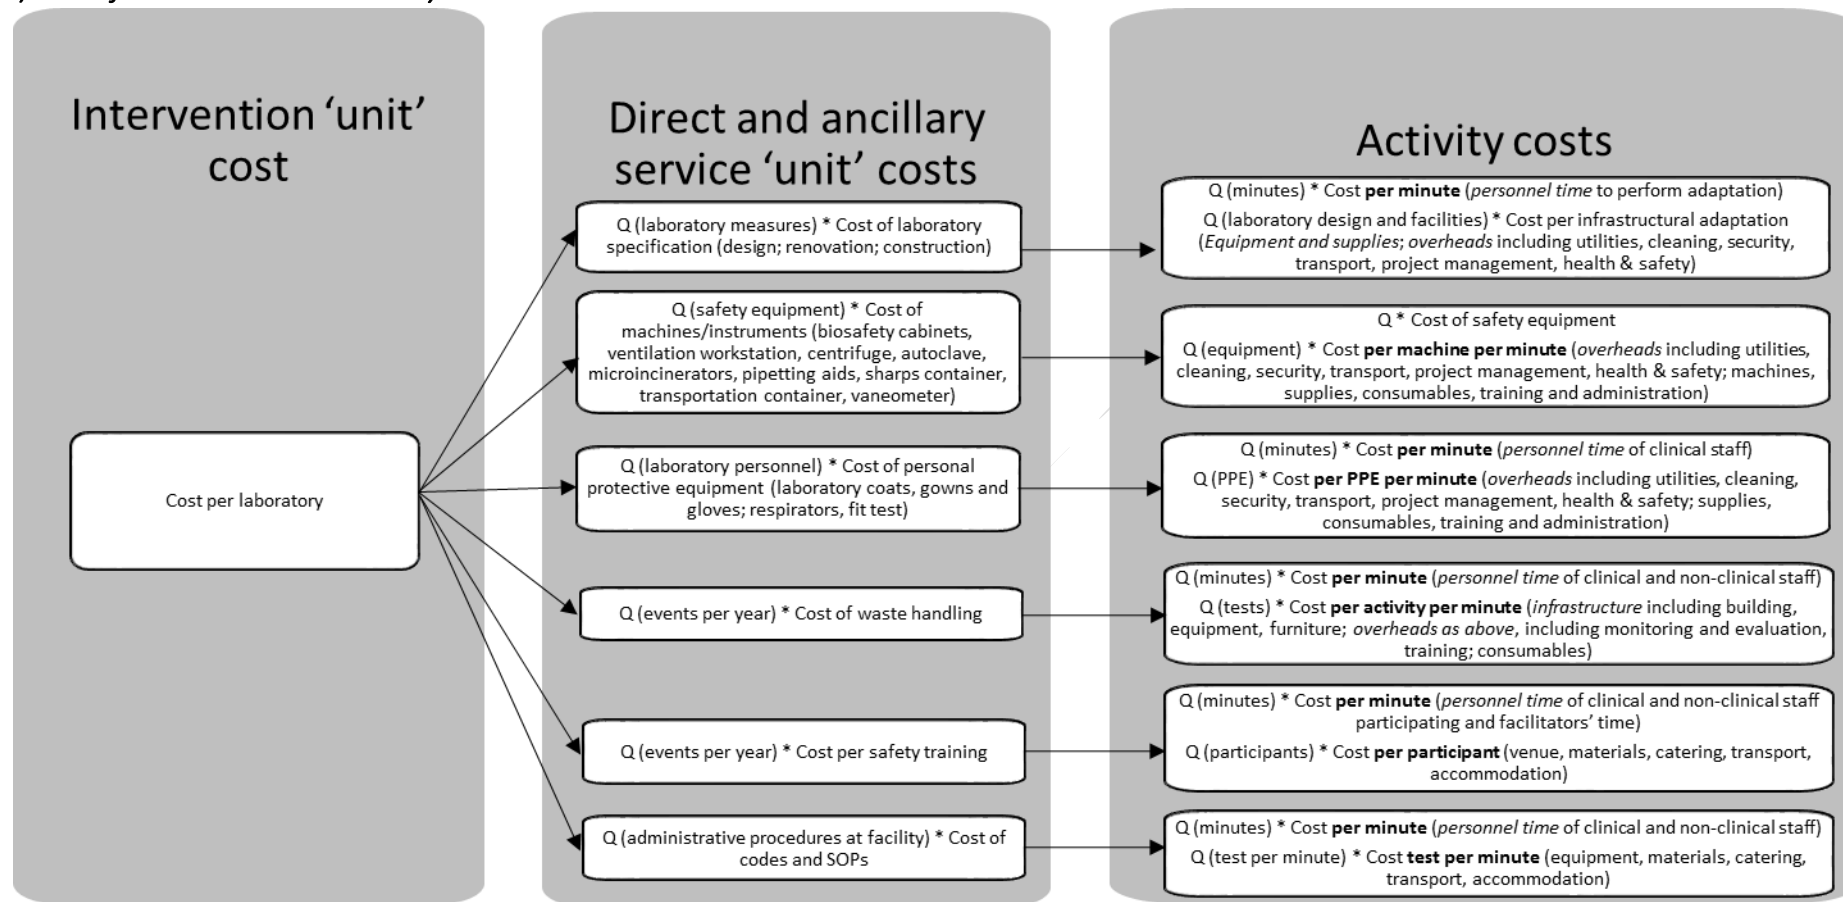 Intervention ‘unit’
cost
Cost per laboratory
Direct and ancillary
service ‘unit’ costs
Q (laboratory measures) * Cost of laboratory
specification (design; renovation; construction)
Q (safety equipment) * Cost of
machines/instruments (biosafety cabinets,
ventilation workstation, centrifuge, autoclave,
microincinerators, pipetting aids, sharps container,
transportation container, vaneometer)
Q (laboratory personnel) * Cost of personal
protective equipment (laboratory coats, gowns and
gloves; respirators, fit test)
Q (events per year) * Cost of waste handling
Q (events per year) * Cost per safety training
Q (administrative procedures at facility) * Cost of
codes and SOPs
Activity costs
Q (minutes) * Cost per minute (personnel time to perform adaptation)
Q (laboratory design and facilities) * Cost per infrastructural adaptation
(Equipment and supplies; overheads including utilities, cleaning, security,
transport, project management, health & safety)
Q * Cost of safety equipment
Q (equipment) * Cost per machine per minute (overheads including utilities,
cleaning, security, transport, project management, health & safety; machines,
supplies, consumables, training and administration)
Q (minutes) * Cost per minute (personnel time of clinical staff)
Q (PPE) * Cost per PPE per minute (overheads including utilities, cleaning,
security, transport, project management, health & safety; supplies,
consumables, training and administration)
Q (minutes) * Cost per minute (personnel time of clinical and non-clinical staff)
Q (tests) * Cost per activity per minute (infrastructure including building,
equipment, furniture; overheads as above, including monitoring and evaluation,
training; consumables)
Q (minutes) * Cost per minute (personnel time of clinical and non-clinical staff
participating and facilitators’ time)
Q (participants) * Cost per participant (venue, materials, catering, transport,
accommodation)
Q (minutes) * Cost per minute (personnel time of clinical and non-clinical staff)
Q (test per minute) * Cost test per minute (equipment, materials, catering,
transport, accommodation)